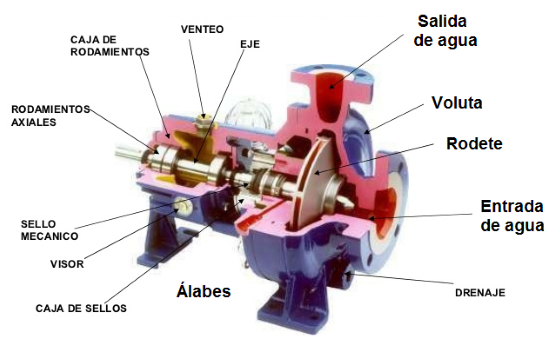 CAJA DE
RODAMIENTOS
VENTEO
EJE
Salida
de agua
Voluta
RODAMIENTOS
AXIALES
Rodete
Entrada
de agua
SELLO
MECANICO
VISOR
CAJA DE SELLOS
Álabes
DRENAJE